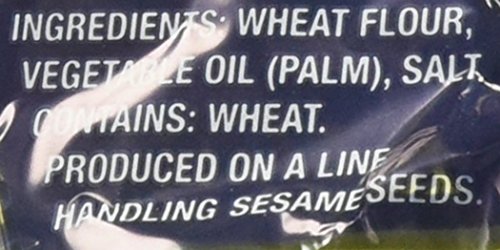 INGREDIENTS: WHEAT FLOUR,
VEGETABLE OIL (PALM), SALT
CONTAINS: WHEAT.
PRODUCED ON A LINE
HANDLING SESAME SEEDS.